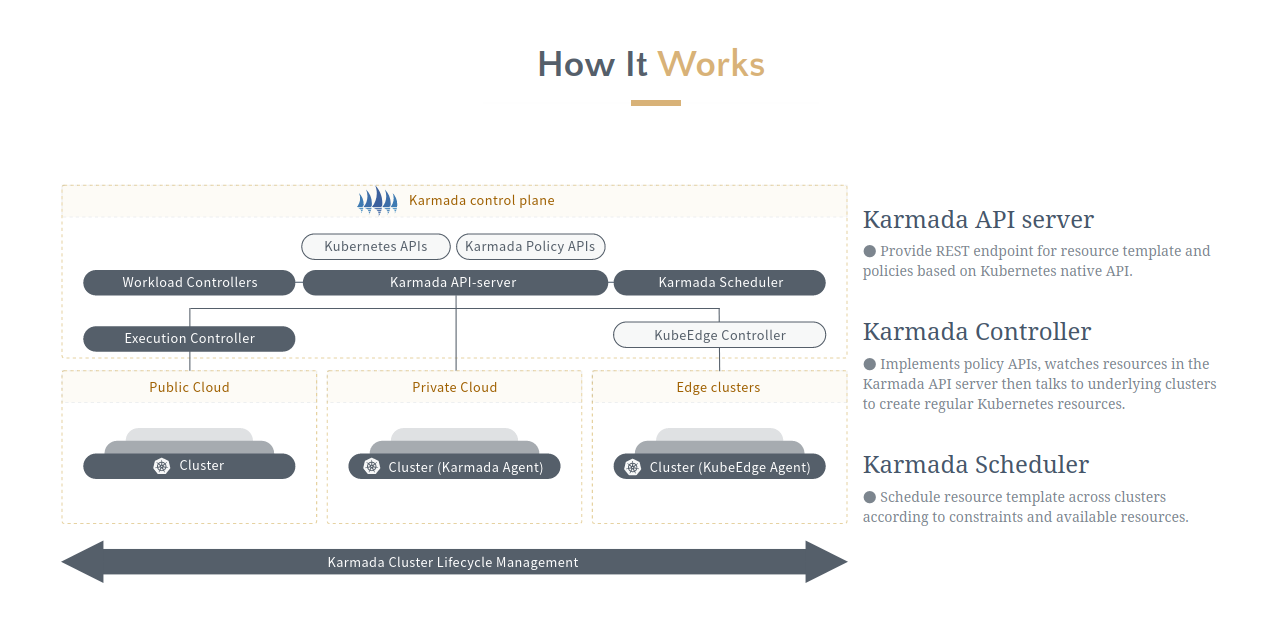 How It Works
Karmada control plane
Kubernetes APIs
Karmada Policy APIs
Workload Controllers
Karmada API-server
Karmada Scheduler
Execution Controller
KubeEdge Controller
Public Cloud
Private Cloud
Edge clusters
Cluster
Cluster (Karmada Agent)
Cluster (KubeEdge Agent)
Karmada Cluster Lifecycle Management
Karmada API server
● Provide REST endpoint for resource template and
policies based on Kubernetes native API.
Karmada Controller
● Implements policy APIs, watches resources in the
Karmada API server then talks to underlying clusters
to create regular Kubernetes resources.
Karmada Scheduler
● Schedule resource template across clusters
according to constraints and available resources.